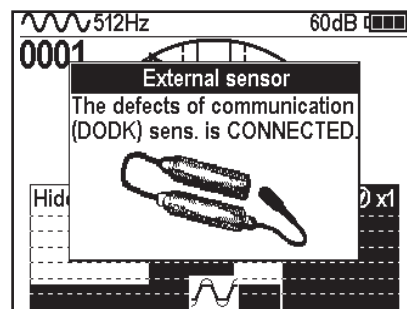 512Hz 60dB
0001
External sensor
The defects of communication
(DODK) sens. is CONNECTED.
x1